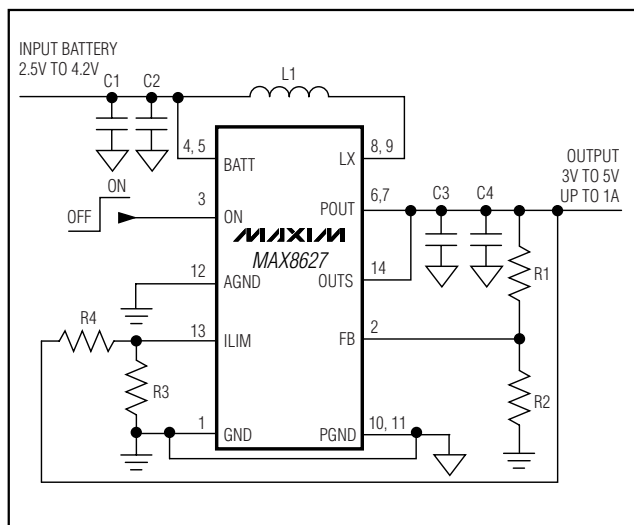 INPUT BATTERY
2.5V TO 4.2V
C1
C2
L1
4, 5
BATT
LX
8, 9
OUTPUT
3V TO 5V
UP TO 1A
ON
OFF
3
ON
POUT
6,7
C3
C4
MAXIM
MAX8627
12
AGND
OUTS
14
R1
R4
13
ILIM
FB
2
R3
R2
1
GND
PGND
10, 11